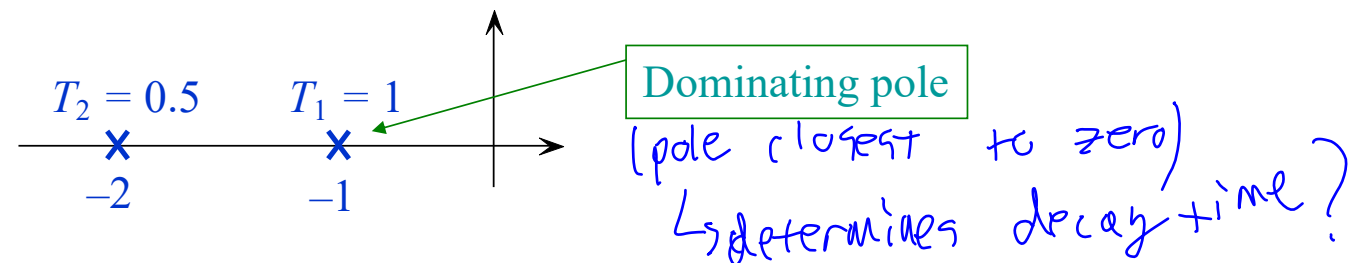 T₂ = 0.5 T₁ = 1 Dominating pole
(pole closest to zero)
–2 –1
↳ determines decay time?